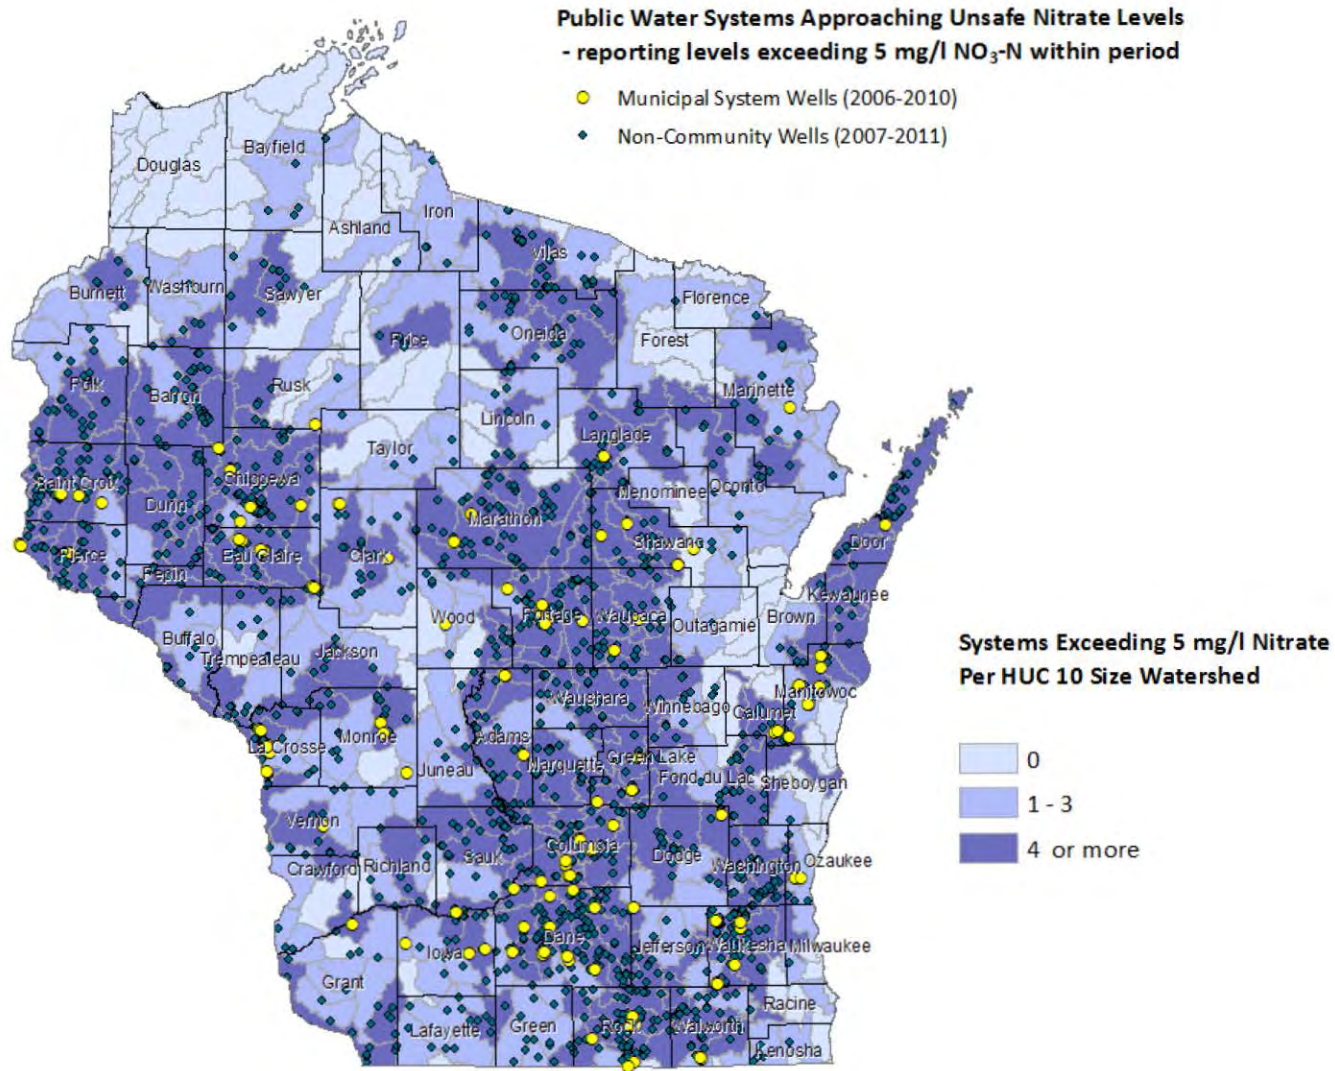 Public Water Systems Approaching Unsafe Nitrate Levels
- reporting levels exceeding 5 mg/l NO₃-N within period
Municipal System Wells (2006-2010)
Non-Community Wells (2007-2011)
Douglas
Bayfield
Ashland
Iron
Vilas
Burnett
Washburn
Sawyer
Florence
Price
Oneida
Forest
Polk
Barron
Rusk
Marinette
Lincoln
Langlade
Taylor
Saint Croix
Dunn
Chippewa
Menominee
Oconto
Marathon
Shawano
Pierce
Eau Claire
Clark
Door
Pepin
Kewaunee
Buffalo
Trempealeau
Wood
Portage
Waupaca
Outagamie
Brown
Jackson
Waushara
Winnebago
Calumet
Manitowoc
La Crosse
Monroe
Juneau
Adams
Marquette
Green Lake
Fond du Lac
Sheboygan
Vernon
Crawford
Richland
Sauk
Columbia
Dodge
Washington
Ozaukee
Grant
Iowa
Dane
Jefferson
Waukesha
Milwaukee
Lafayette
Green
Rock
Walworth
Racine
Kenosha
Systems Exceeding 5 mg/l Nitrate
Per HUC 10 Size Watershed
0
1 - 3
4 or more